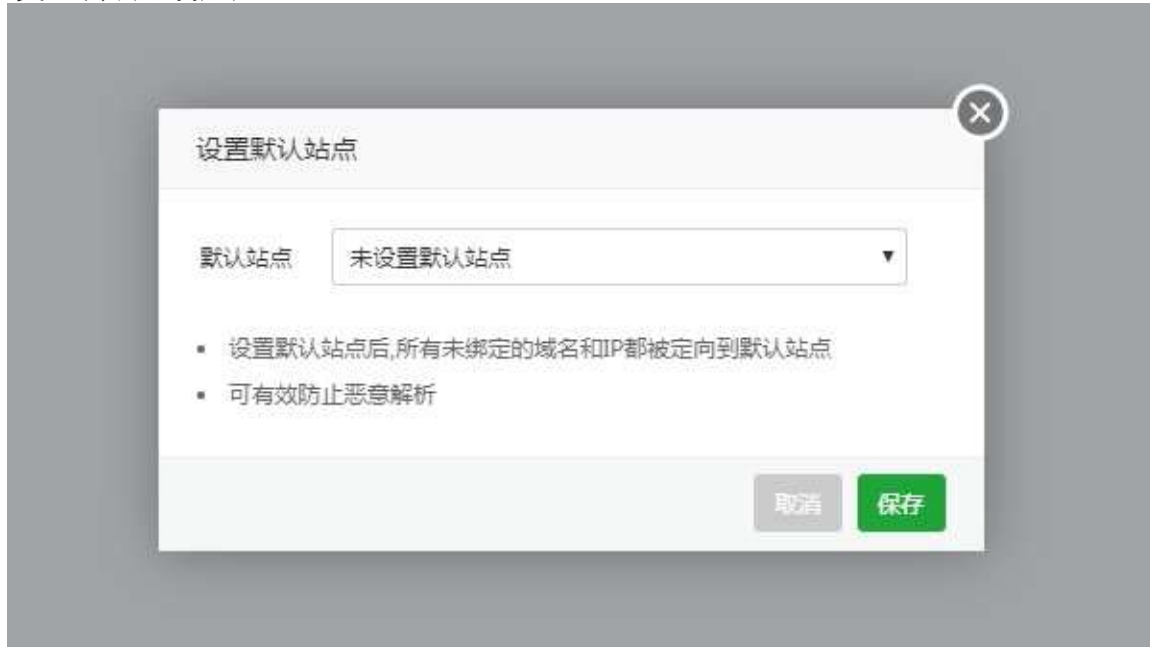 设置默认站点
默认站点 未设置默认站点
设置默认站点后,所有未绑定的域名和IP都被定向到默认站点
可有效防止恶意解析
取消 保存